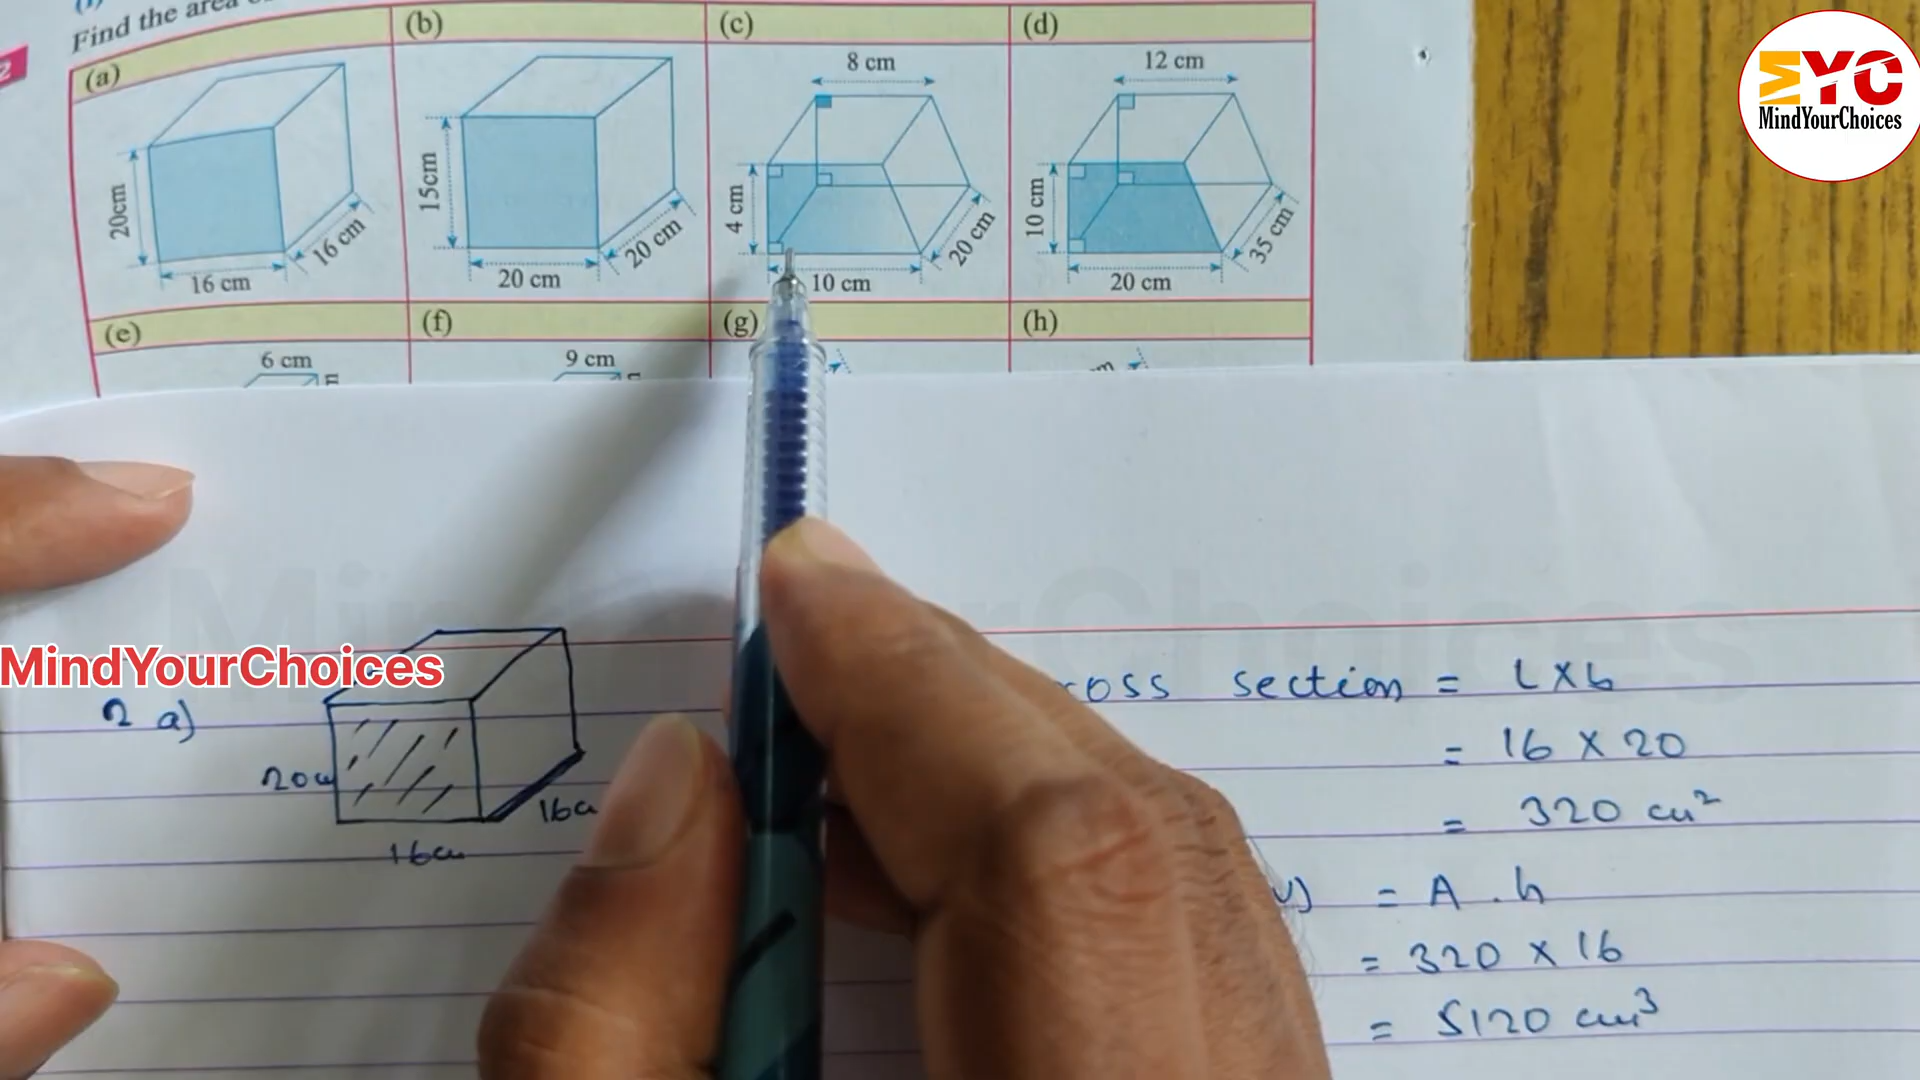 Find the area
(a) (b) (c) (d)
20cm
16 cm
16 cm
15cm
20 cm
20 cm
8 cm
4 cm
10 cm
20 cm
12 cm
10 cm
20 cm
35 cm
(e) (f) (g) (h)
6 cm
9 cm
MYC
MindYourChoices
MindYourChoices
MindYourChoices
2 a)
20cm
16cm
16cm
ross section = l x b
= 16 x 20
= 320 cm²
v) = A . h
= 320 x 16
= 5120 cm³